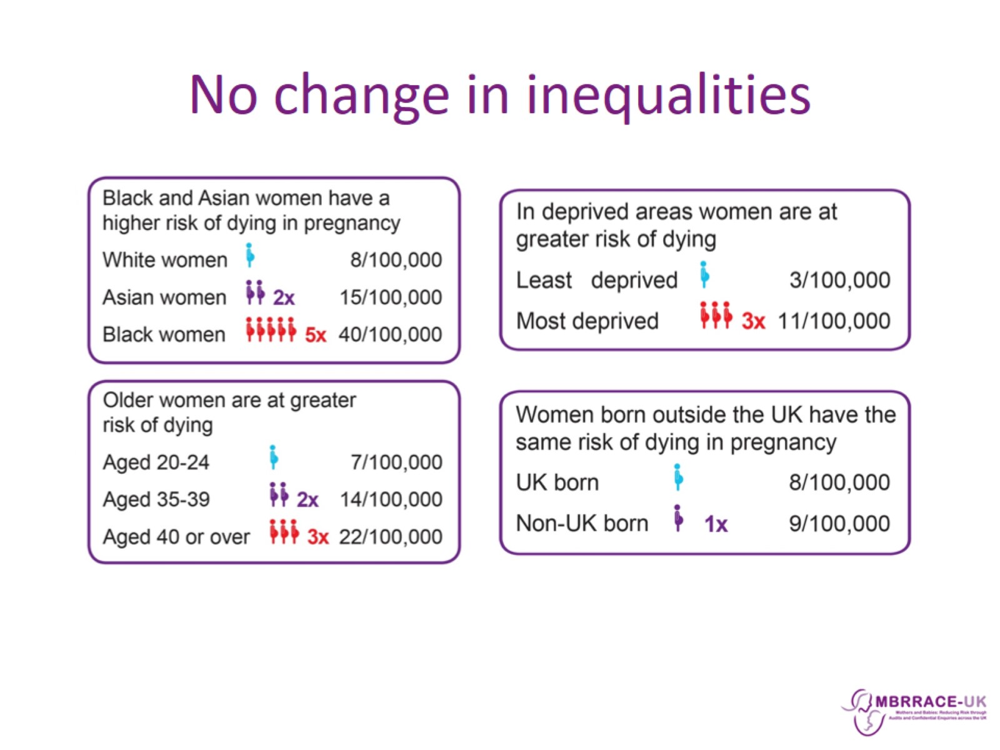 No change in inequalities
Black and Asian women have a
higher risk of dying in pregnancy
White women 8/100,000
Asian women 2x 15/100,000
Black women 5x 40/100,000
In deprived areas women are at
greater risk of dying
Least deprived 3/100,000
Most deprived 3x 11/100,000
Older women are at greater
risk of dying
Aged 20-24 7/100,000
Aged 35-39 2x 14/100,000
Aged 40 or over 3x 22/100,000
Women born outside the UK have the
same risk of dying in pregnancy
UK born 8/100,000
Non-UK born 1x 9/100,000
MBRRACE-UK
Mothers and Babies: Reducing Risk through
Audits and Confidential Enquiries across the UK